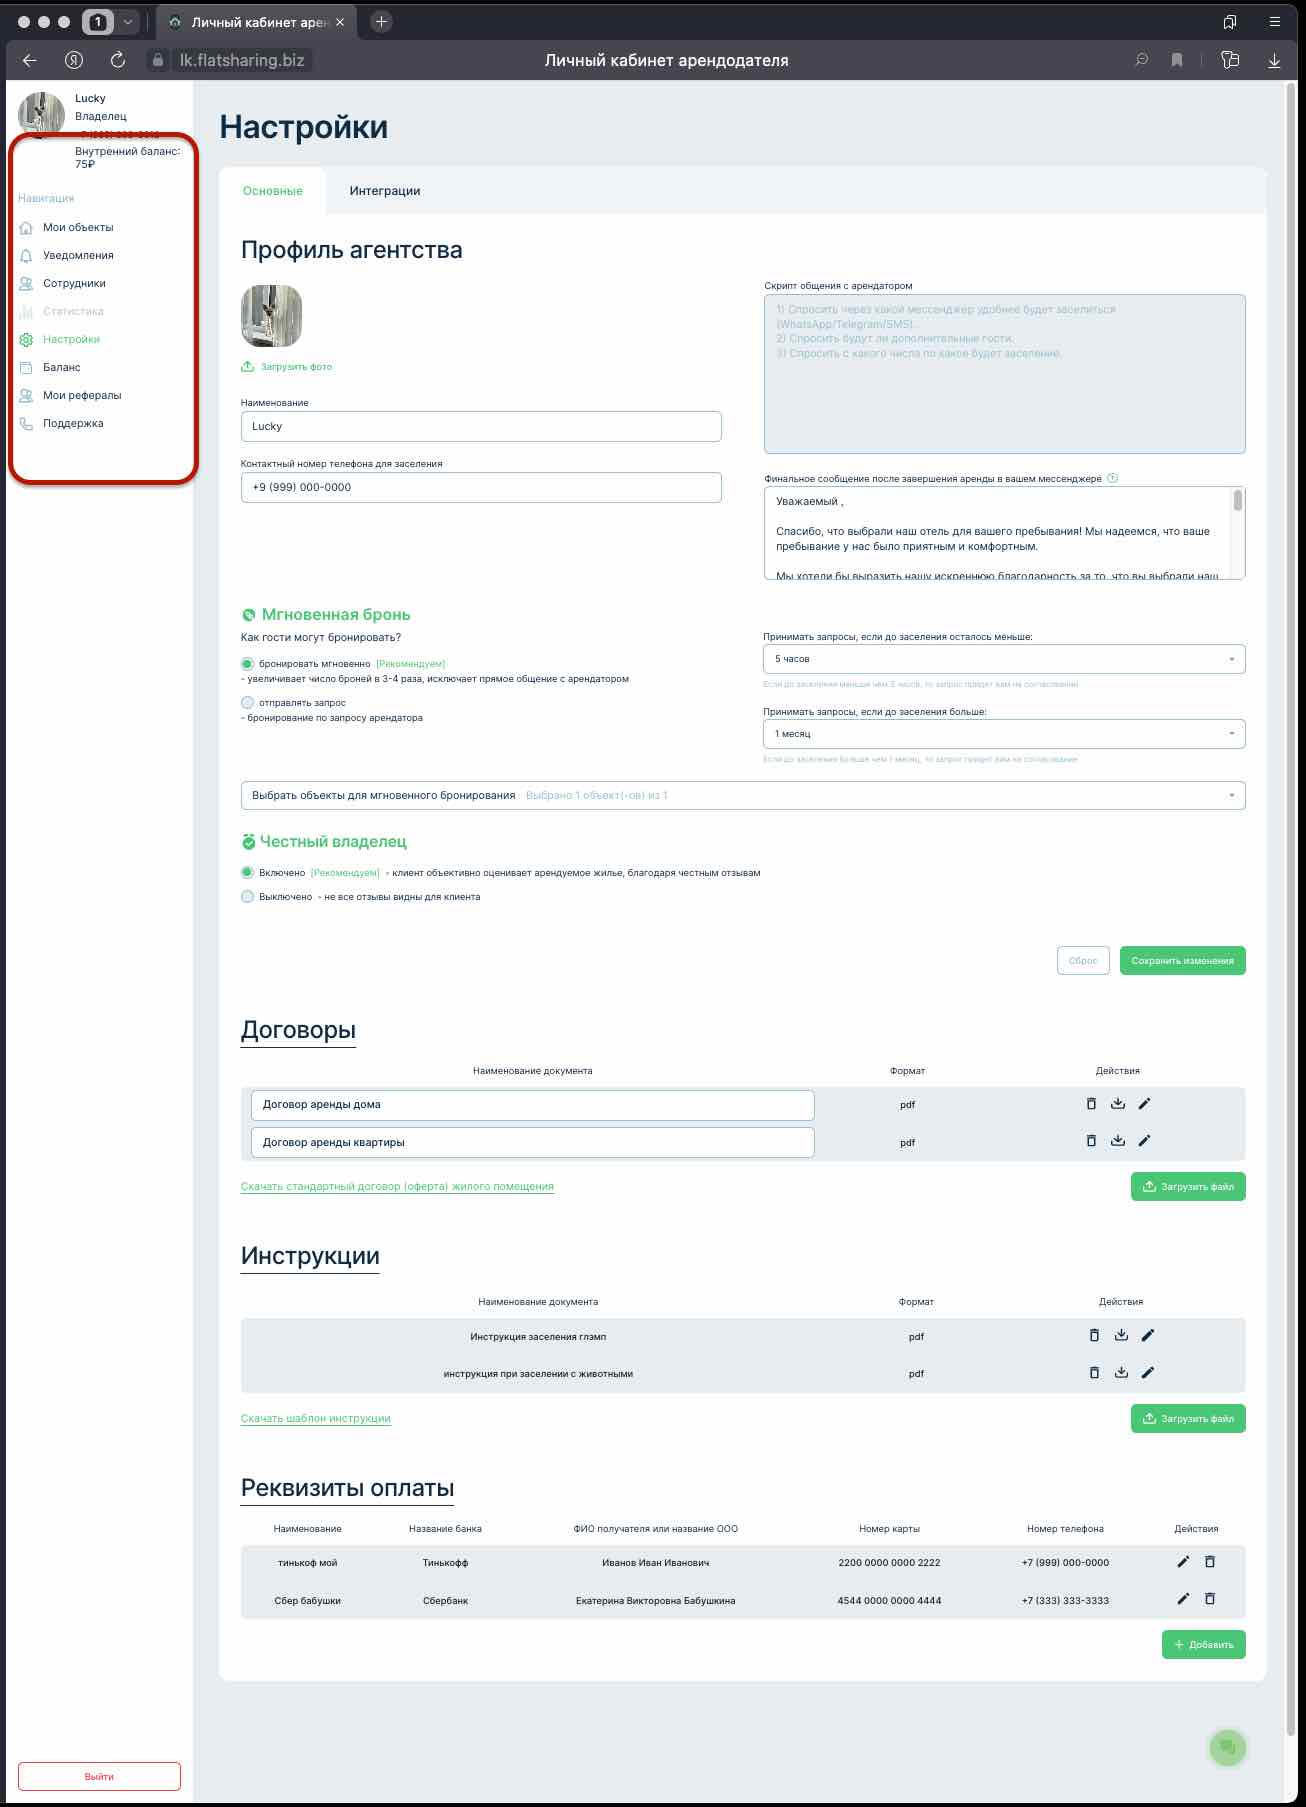 1
Личный кабинет арен
lk.flatsharing.biz
Личный кабинет арендодателя
Lucky
Владелец
Внутренний баланс:
75₽
Навигация
Мои объекты
Уведомления
Сотрудники
Статистика
Настройки
Баланс
Мои рефералы
Поддержка
Выйти
Настройки
Основные
Интеграции
Профиль агентства
Загрузить фото
Наименование
Lucky
Контактный номер телефона для заселения
+9 (999) 000-0000
Скрипт общения с арендатором
1) Спросить через какой мессенджер удобнее будет заселиться
(WhatsApp/Telegram/SMS).
2) Спросить будут ли дополнительные гости.
3) Спросить с какого числа по какое будет заселение.
Финальное сообщение после завершения аренды в вашем мессенджере
Уважаемый ,
Спасибо, что выбрали наш отель для вашего пребывания! Мы надеемся, что ваше
пребывание у нас было приятным и комфортным.
Мы хотели бы выразить нашу искреннюю благодарность за то, что вы выбрали наш
Мгновенная бронь
Как гости могут бронировать?
бронировать мгновенно [Рекомендуем]
- увеличивает число броней в 3-4 раза, исключает прямое общение с арендатором
отправлять запрос
- бронирование по запросу арендатора
Принимать запросы, если до заселения осталось меньше:
5 часов
Если до заселения меньше чем 5 часов, то запрос придет вам на согласование
Принимать запросы, если до заселения больше:
1 месяц
Если до заселения больше чем 1 месяц, то запрос придет вам на согласование
Выбрать объекты для мгновенного бронирования Выбрано 1 объект(-ов) из 1
Честный владелец
Включено [Рекомендуем] - клиент объективно оценивает арендуемое жилье, благодаря честным отзывам
Выключено - не все отзывы видны для клиента
Сброс
Сохранить изменения
Договоры
Наименование документа Формат Действия
Договор аренды дома pdf
Договор аренды квартиры pdf
Скачать стандартный договор (оферта) жилого помещения
Загрузить файл
Инструкции
Наименование документа Формат Действия
Инструкция заселения глэмп pdf
инструкция при заселении с животными pdf
Скачать шаблон инструкции
Загрузить файл
Реквизиты оплаты
Наименование Название банка ФИО получателя или название ООО Номер карты Номер телефона Действия
тинькоф мой Тинькофф Иванов Иван Иванович 2200 0000 0000 2222 +7 (999) 000-0000
Сбер бабушки Сбербанк Екатерина Викторовна Бабушкина 4544 0000 0000 4444 +7 (333) 333-3333
+ Добавить